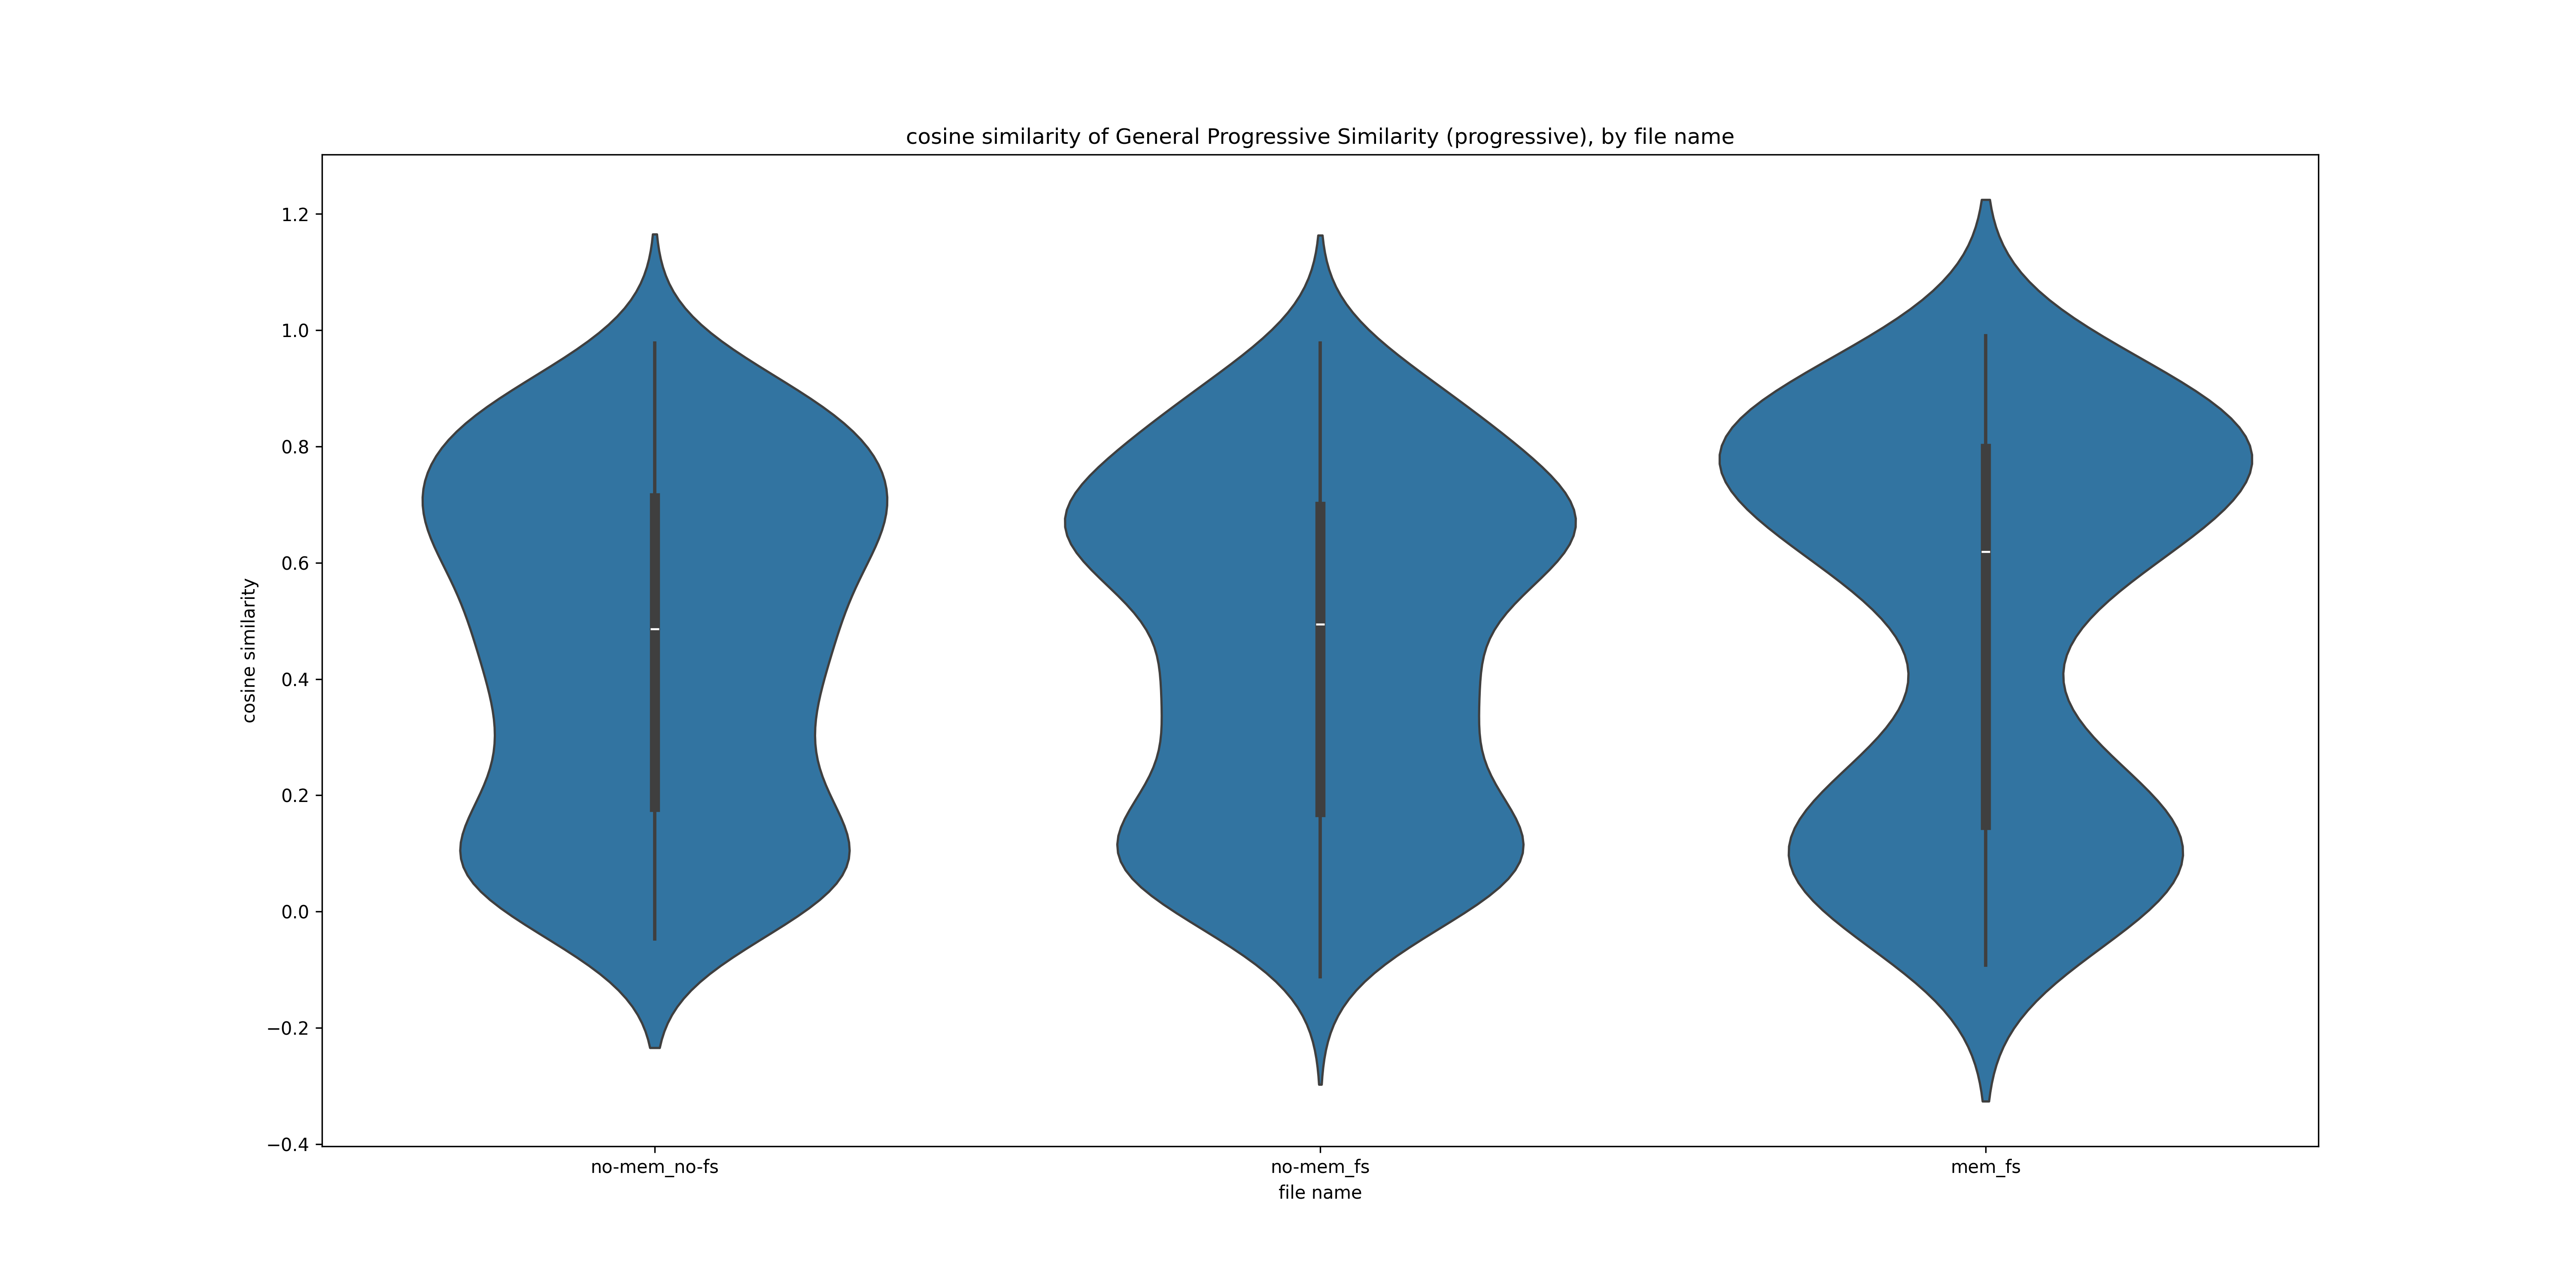 cosine similarity of General Progressive Similarity (progressive), by file name
1.2
1.0
0.8
0.6
0.4
0.2
0.0
−0.2
−0.4
cosine similarity
no-mem_no-fs
no-mem_fs
mem_fs
file name